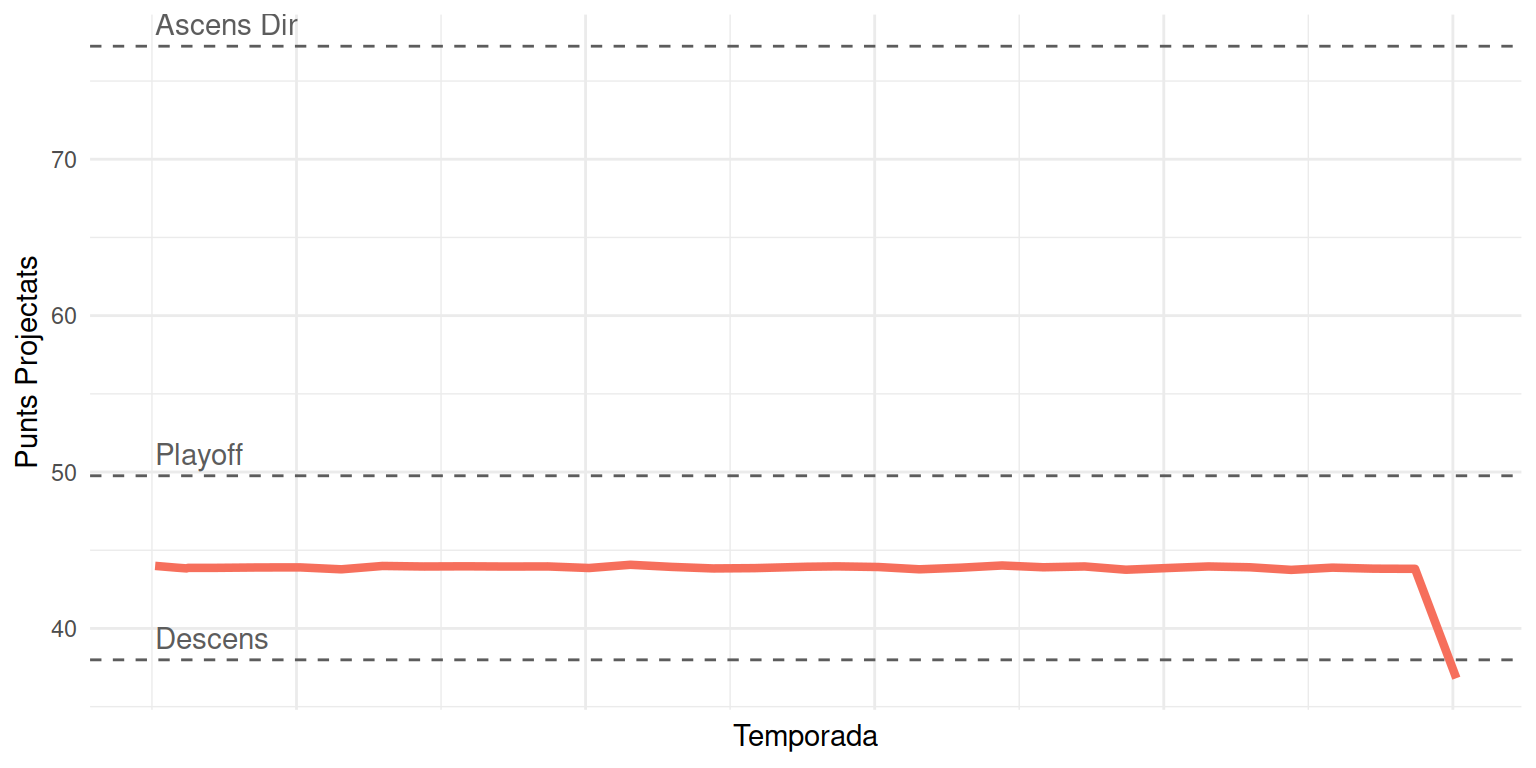 Ascens Dir
70
60
Playoff
50
Descens
40
Punts Projectats
Temporada